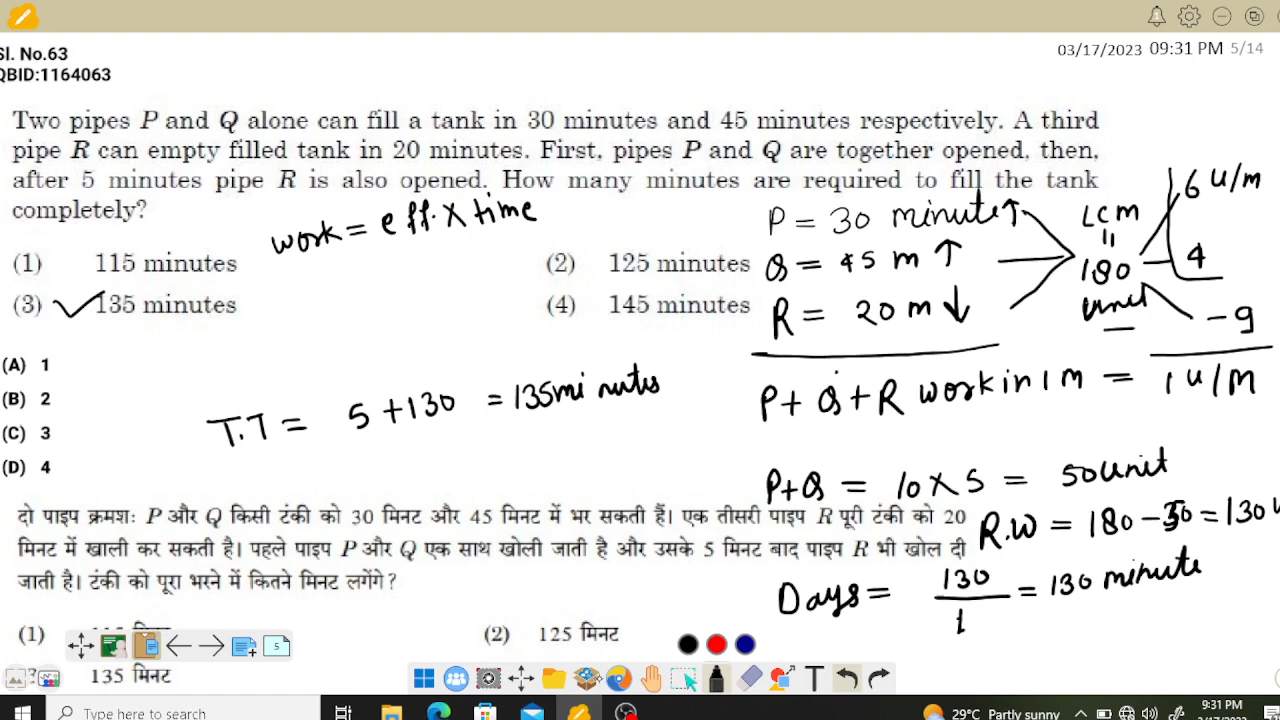 Sl. No.63
QBID:1164063
03/17/2023 09:31 PM 5/14
Two pipes P and Q alone can fill a tank in 30 minutes and 45 minutes respectively. A third
pipe R can empty filled tank in 20 minutes. First, pipes P and Q are together opened, then,
after 5 minutes pipe R is also opened. How many minutes are required to fill the tank
completely?
work = eff. X time
(1) 115 minutes
(2) 125 minutes
(3) 135 minutes
(4) 145 minutes
P = 30 minute ↑
Q = 45 m ↑
R = 20 m ↓
LCM
=
180
unit
6 u/m
4
-9
P+Q+R work in 1 m = 1 u/M
(A) 1
(B) 2
(C) 3
(D) 4
T.T = 5 +130 = 135 minutes
P+Q = 10 X 5 = 50 unit
R.W = 180 -50 = 130 u
Days = 130/1 = 130 minute
दो पाइप क्रमशः P और Q किसी टंकी को 30 मिनट और 45 मिनट में भर सकती हैं। एक तीसरी पाइप R पूरी टंकी को 20
मिनट में खाली कर सकती है। पहले पाइप P और Q एक साथ खोली जाती है और उसके 5 मिनट बाद पाइप R भी खोल दी
जाती है। टंकी को पूरा भरने में कितने मिनट लगेंगे?
(1)
(2) 125 मिनट
135 मिनट
5
T
Type here to search
29°C Partly sunny
9:31 PM